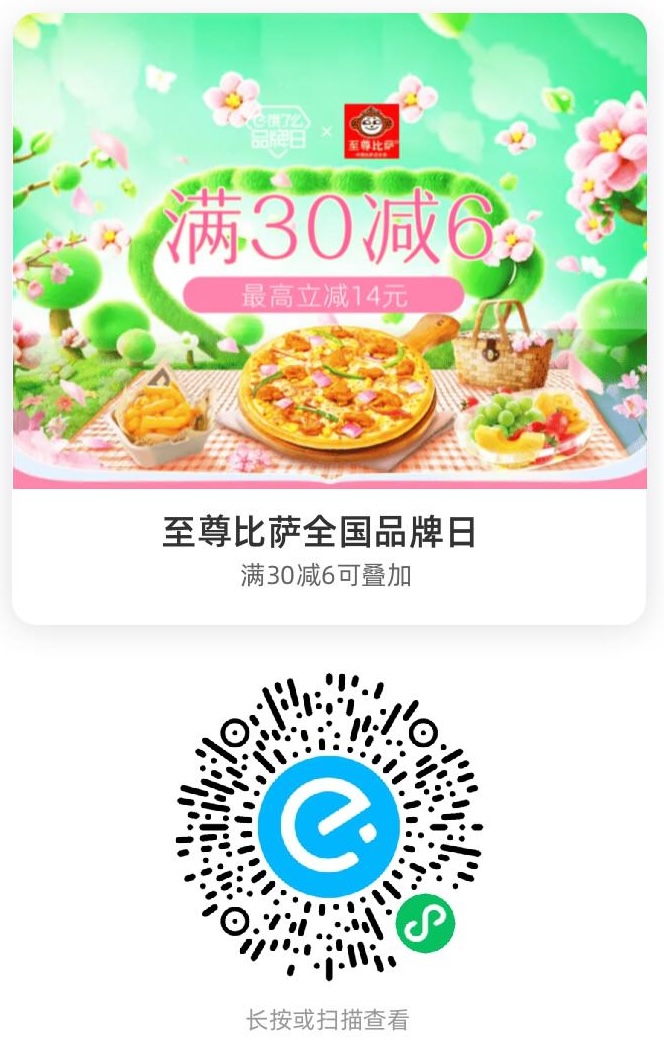 饿了么
品牌日
×
至尊比萨
满30减6
最高立减14元
至尊比萨全国品牌日
满30减6可叠加
长按或扫描查看